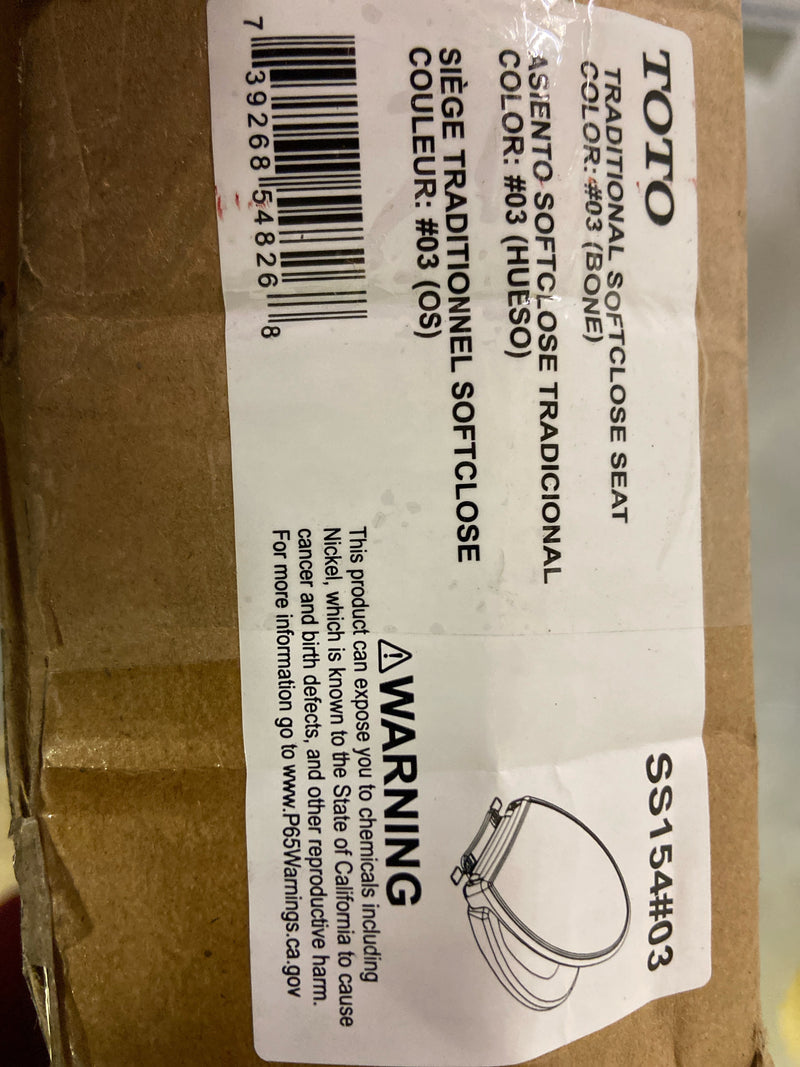 TOTO
SS154#03
TRADITIONAL SOFTCLOSE SEAT
COLOR: #03 (BONE)
ASIENTO SOFTCLOSE TRADICIONAL
COLOR: #03 (HUESO)
SIÈGE TRADITIONNEL SOFTCLOSE
COULEUR: #03 (OS)
7 39268 54826 8
⚠WARNING
This product can expose you to chemicals including
Nickel, which is known to the State of California to cause
cancer and birth defects, and other reproductive harm.
For more information go to www.P65Warnings.ca.gov